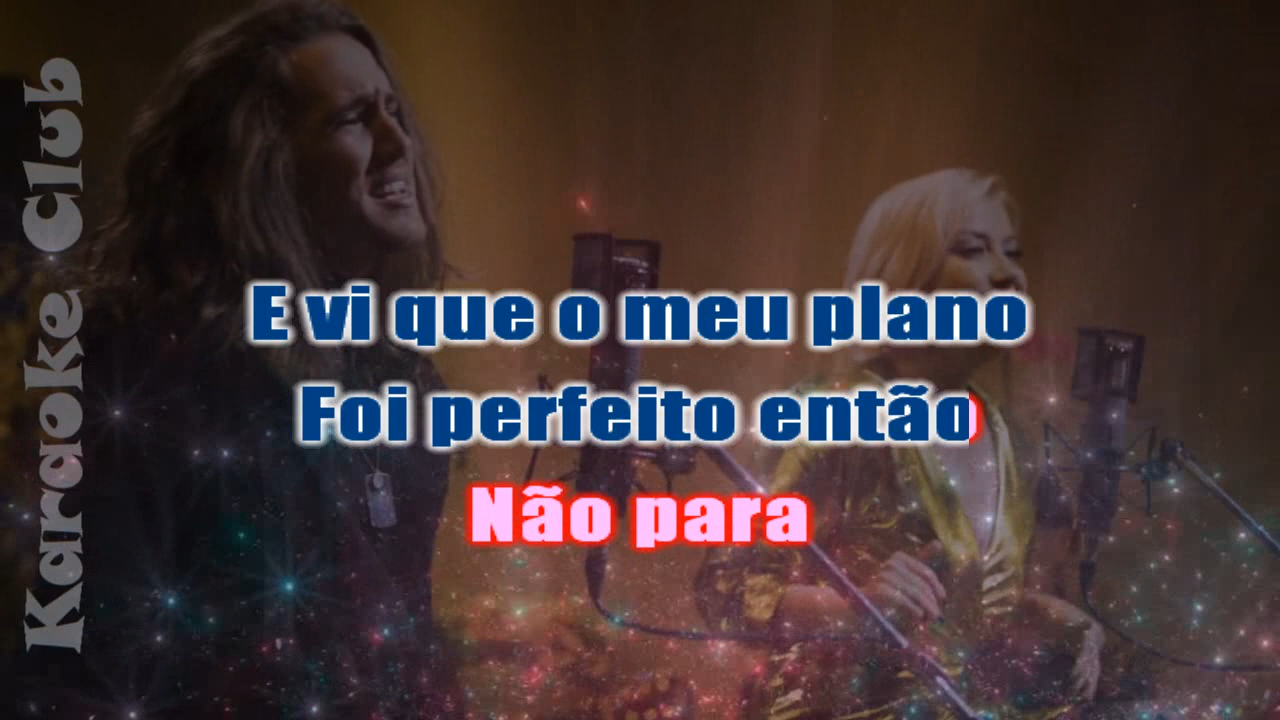 Karaoke Club
E vi que o meu plano
Foi perfeito então
Não para